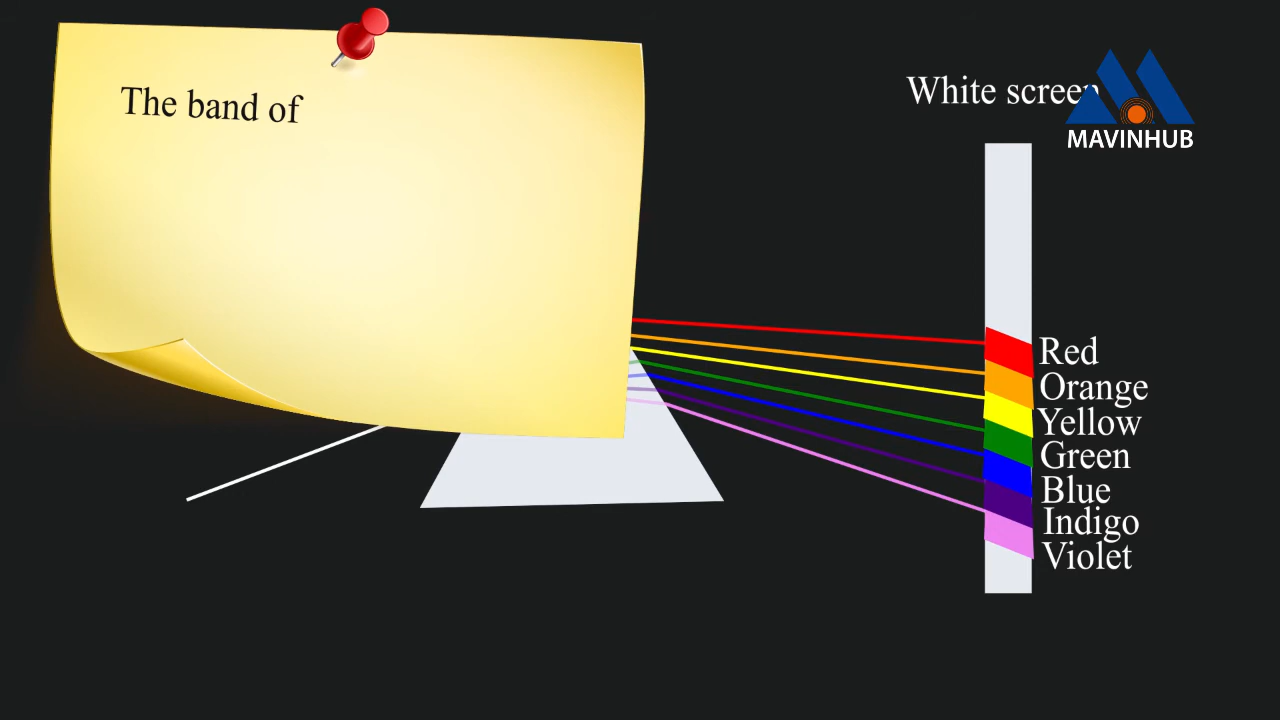 The band of
White screen
MAVINHUB
Red
Orange
Yellow
Green
Blue
Indigo
Violet